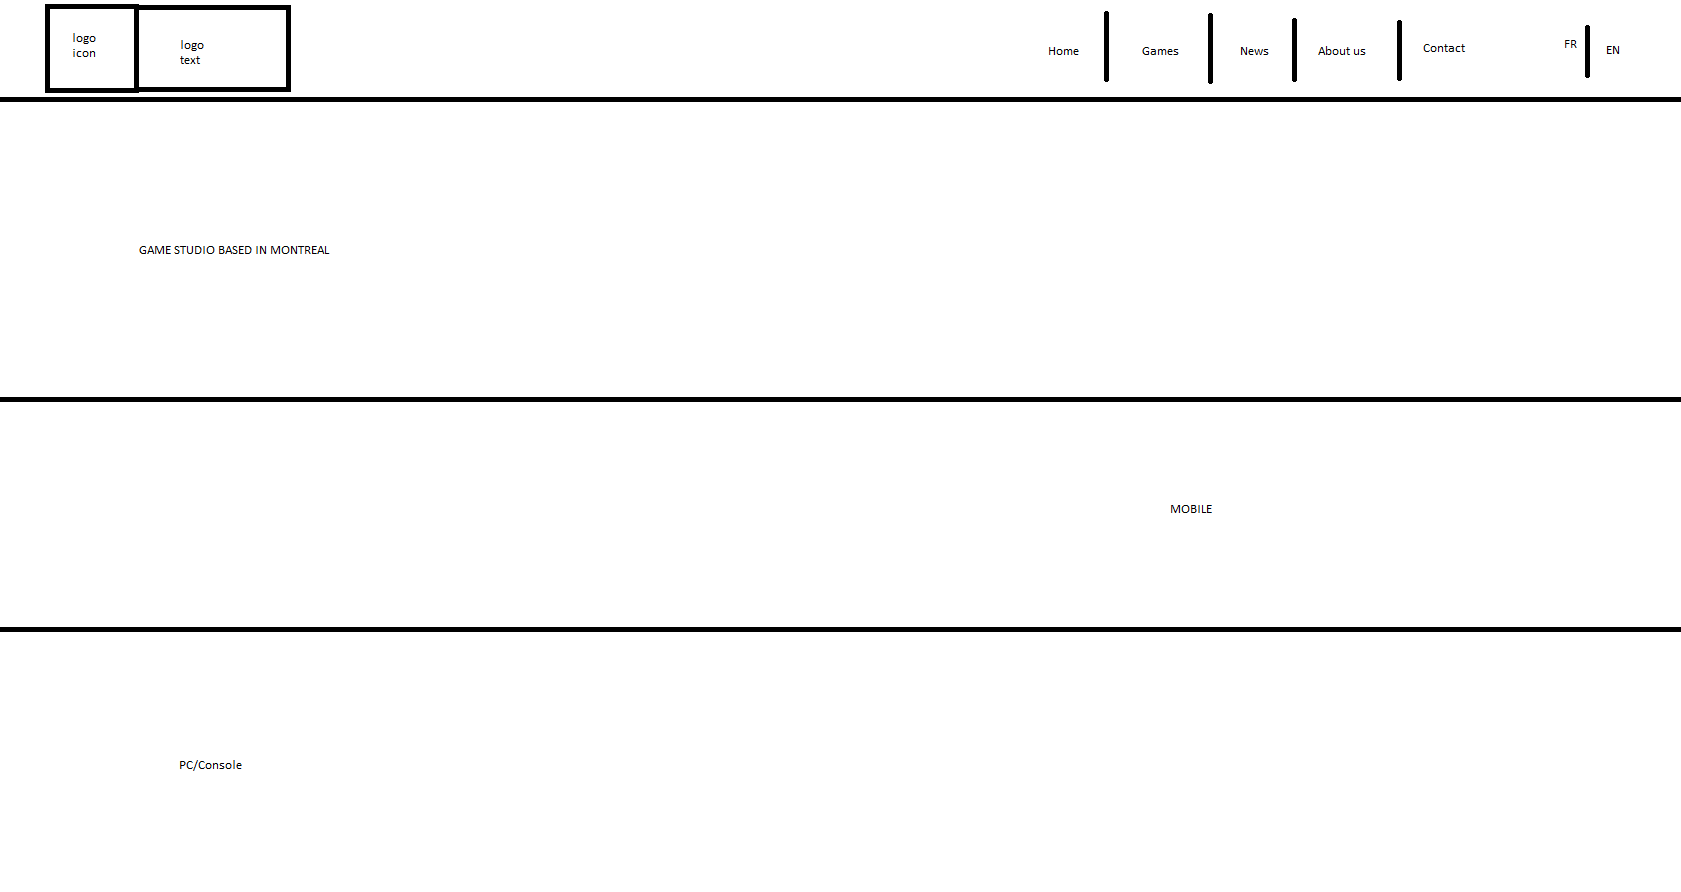 logo
icon
logo
text
Home
Games
News
About us
Contact
FR
EN
GAME STUDIO BASED IN MONTREAL
MOBILE
PC/Console